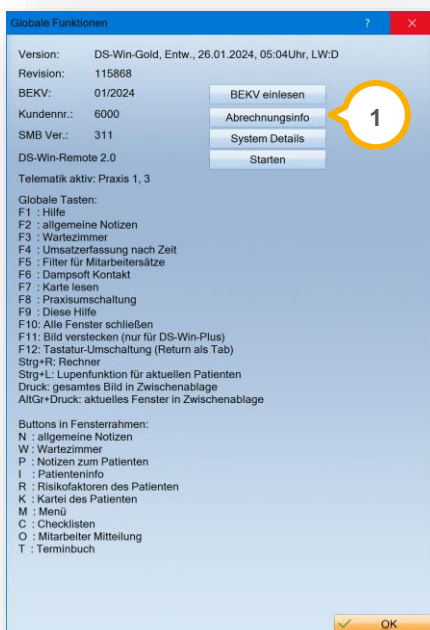 Globale Funktionen ? ×
Version: DS-Win-Gold, Entw., 26.01.2024, 05:04Uhr, LW:D
Revision: 115868
BEKV: 01/2024 BEKV einlesen
Kundennr.: 6000 Abrechnungsinfo 1
SMB Ver.: 311 System Details
DS-Win-Remote 2.0 Starten
Telematik aktiv: Praxis 1, 3
Globale Tasten:
F1 : Hilfe
F2 : allgemeine Notizen
F3 : Wartezimmer
F4 : Umsatzerfassung nach Zeit
F5 : Filter für Mitarbeitersätze
F6 : Dampsoft Kontakt
F7 : Karte lesen
F8 : Praxisumschaltung
F9 : Diese Hilfe
F10: Alle Fenster schließen
F11: Bild verstecken (nur für DS-Win-Plus)
F12: Tastatur-Umschaltung (Return als Tab)
Strg+R: Rechner
Strg+L: Lupenfunktion für aktuellen Patienten
Druck: gesamtes Bild in Zwischenablage
AltGr+Druck: aktuelles Fenster in Zwischenablage
Buttons in Fensterrahmen:
N : allgemeine Notizen
W : Wartezimmer
P : Notizen zum Patienten
I : Patienteninfo
R : Risikofaktoren des Patienten
K : Kartei des Patienten
M : Menü
C : Checklisten
O : Mitarbeiter Mitteilung
T : Terminbuch
OK